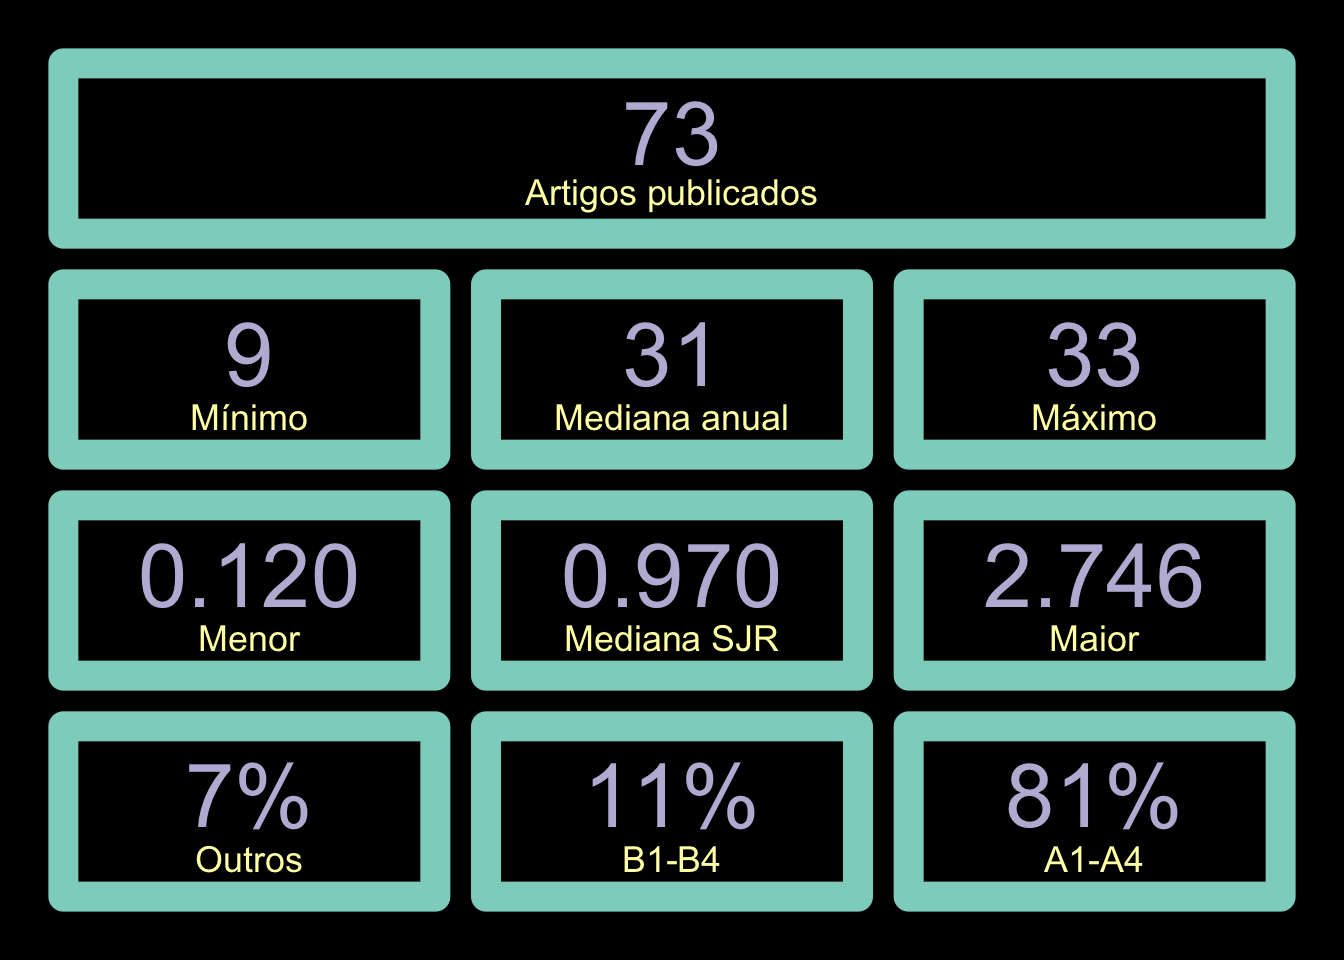 73
Artigos publicados
9
Mínimo
31
Mediana anual
33
Máximo
0.120
Menor
0.970
Mediana SJR
2.746
Maior
7%
Outros
11%
B1-B4
81%
A1-A4